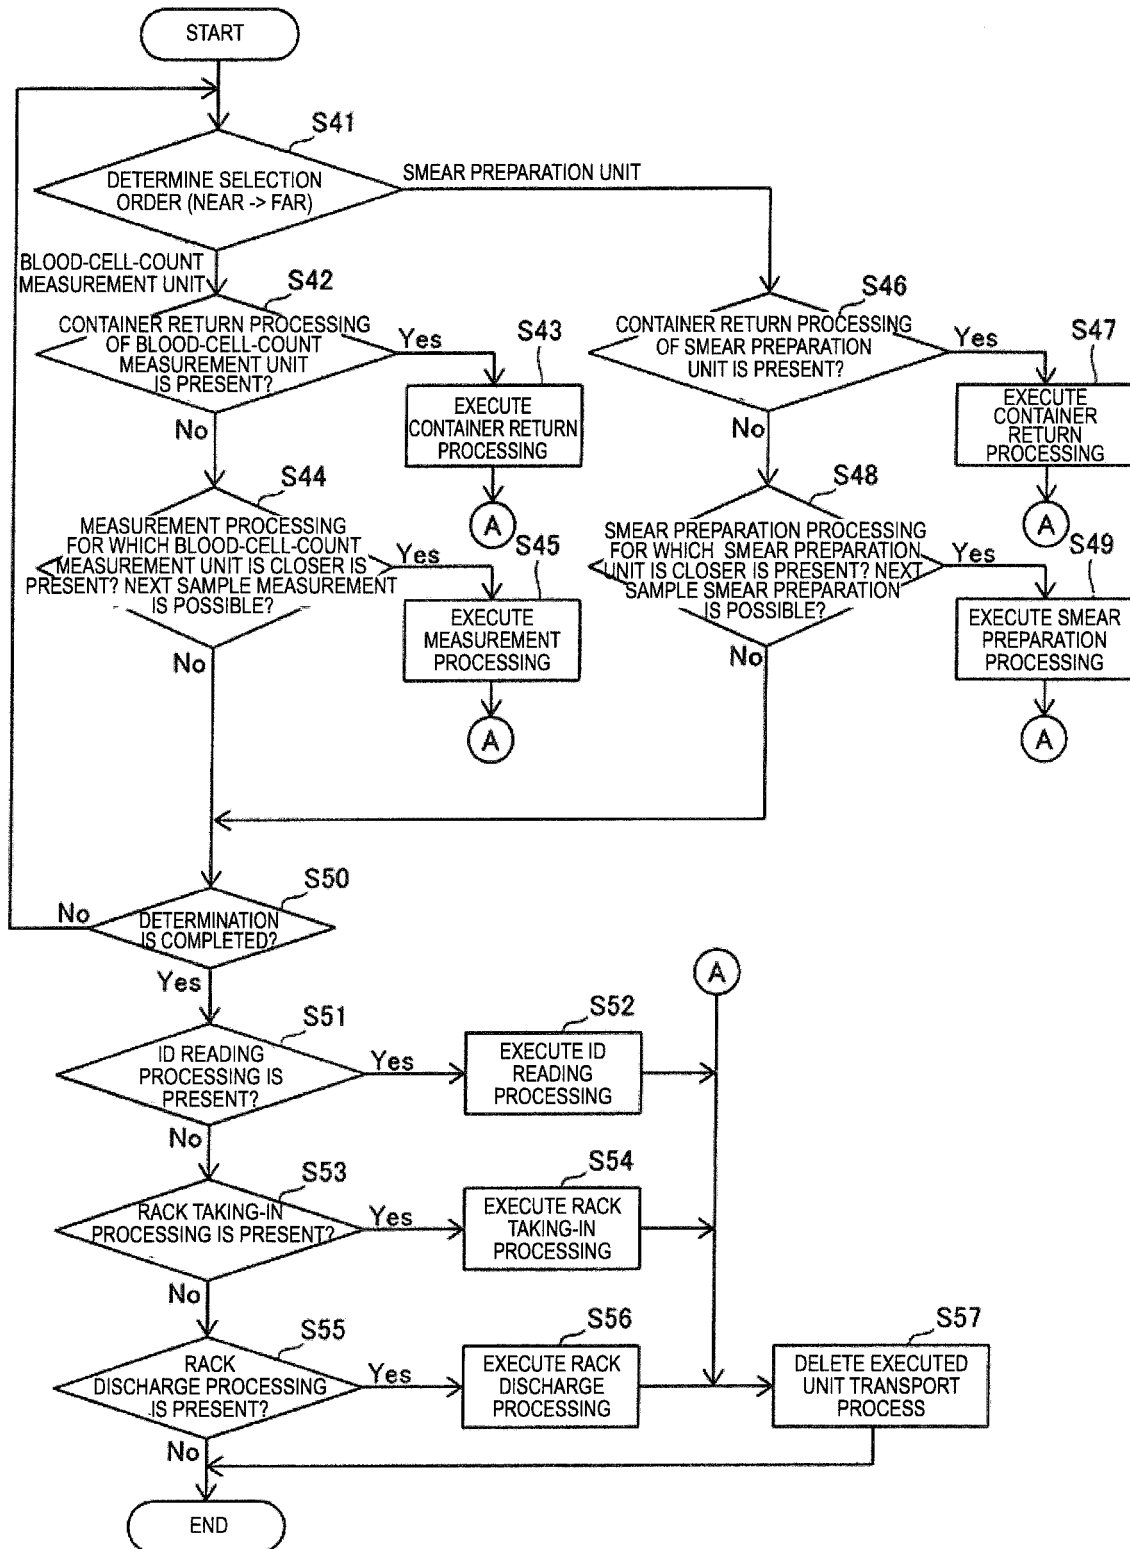 START
S41
DETERMINE SELECTION
ORDER (NEAR -> FAR)
SMEAR PREPARATION UNIT
BLOOD-CELL-COUNT
MEASUREMENT UNIT
S42
CONTAINER RETURN PROCESSING
OF BLOOD-CELL-COUNT
MEASUREMENT UNIT
IS PRESENT?
Yes
No
S43
EXECUTE
CONTAINER RETURN
PROCESSING
A
S46
CONTAINER RETURN PROCESSING
OF SMEAR PREPARATION
UNIT IS PRESENT?
Yes
No
S47
EXECUTE
CONTAINER
RETURN
PROCESSING
A
S44
MEASUREMENT PROCESSING
FOR WHICH BLOOD-CELL-COUNT
MEASUREMENT UNIT IS CLOSER IS
PRESENT? NEXT SAMPLE MEASUREMENT
IS POSSIBLE?
Yes
No
S45
EXECUTE
MEASUREMENT
PROCESSING
A
S48
SMEAR PREPARATION PROCESSING
FOR WHICH SMEAR PREPARATION
UNIT IS CLOSER IS PRESENT? NEXT
SAMPLE SMEAR PREPARATION
IS POSSIBLE?
Yes
No
S49
EXECUTE SMEAR
PREPARATION
PROCESSING
A
S50
DETERMINATION
IS COMPLETED?
No
Yes
A
S51
ID READING
PROCESSING IS
PRESENT?
Yes
No
S52
EXECUTE ID
READING
PROCESSING
S53
RACK TAKING-IN
PROCESSING IS PRESENT?
Yes
No
S54
EXECUTE RACK
TAKING-IN
PROCESSING
S55
RACK
DISCHARGE PROCESSING
IS PRESENT?
Yes
No
S56
EXECUTE RACK
DISCHARGE
PROCESSING
S57
DELETE EXECUTED
UNIT TRANSPORT
PROCESS
END